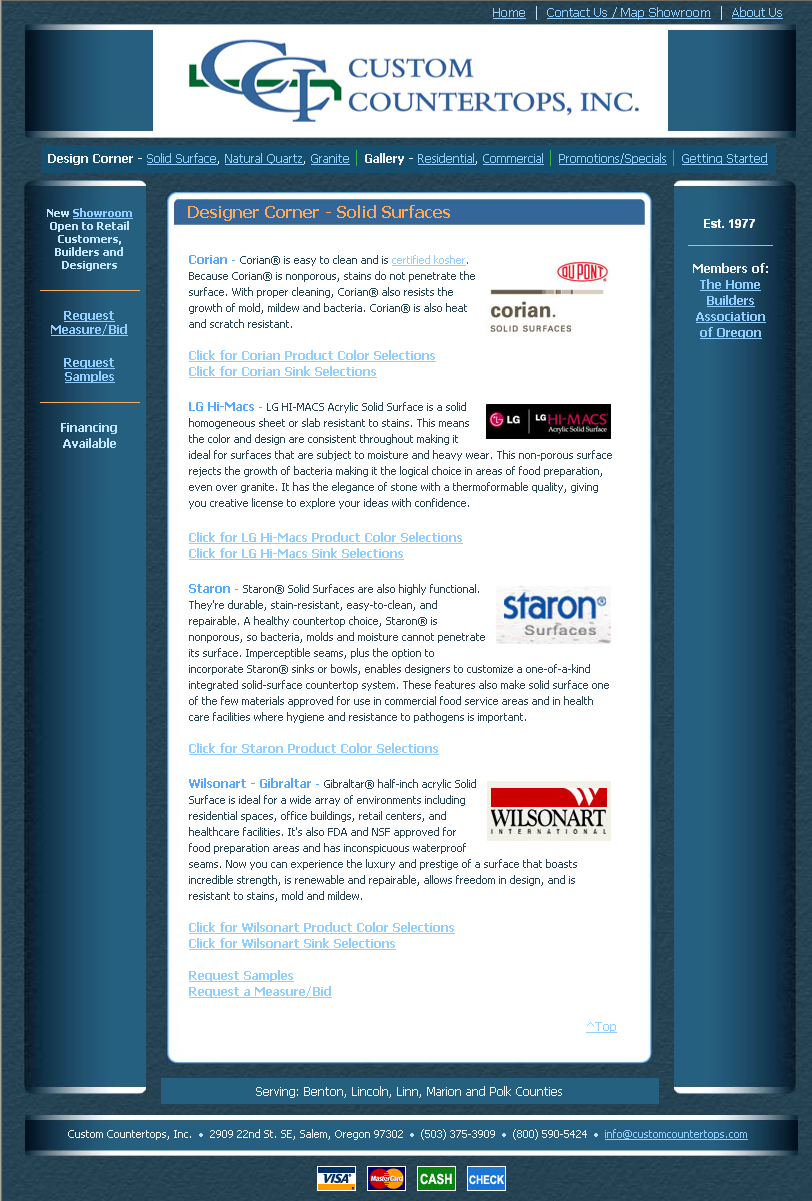 Home | Contact Us / Map Showroom | About Us
CCI CUSTOM
COUNTERTOPS, INC.
Design Corner - Solid Surface, Natural Quartz, Granite | Gallery - Residential, Commercial | Promotions/Specials | Getting Started
New Showroom
Open to Retail
Customers,
Builders and
Designers
Request
Measure/Bid
Request
Samples
Financing
Available
Designer Corner - Solid Surfaces
Corian - Corian® is easy to clean and is certified kosher.
Because Corian® is nonporous, stains do not penetrate the
surface. With proper cleaning, Corian® also resists the
growth of mold, mildew and bacteria. Corian® is also heat
and scratch resistant.
DUPONT
corian.
SOLID SURFACES
Click for Corian Product Color Selections
Click for Corian Sink Selections
LG Hi-Macs - LG HI-MACS Acrylic Solid Surface is a solid
homogeneous sheet or slab resistant to stains. This means
the color and design are consistent throughout making it
ideal for surfaces that are subject to moisture and heavy wear. This non-porous surface
rejects the growth of bacteria making it the logical choice in areas of food preparation,
even over granite. It has the elegance of stone with a thermoformable quality, giving
you creative license to explore your ideas with confidence.
LG | LG HI-MACS
Acrylic Solid Surface
Click for LG Hi-Macs Product Color Selections
Click for LG Hi-Macs Sink Selections
Staron - Staron® Solid Surfaces are also highly functional.
They're durable, stain-resistant, easy-to-clean, and
repairable. A healthy countertop choice, Staron® is
nonporous, so bacteria, molds and moisture cannot penetrate
its surface. Imperceptible seams, plus the option to
incorporate Staron® sinks or bowls, enables designers to customize a one-of-a-kind
integrated solid-surface countertop system. These features also make solid surface one
of the few materials approved for use in commercial food service areas and in health
care facilities where hygiene and resistance to pathogens is important.
staron®
Surfaces
Click for Staron Product Color Selections
Wilsonart - Gibraltar - Gibraltar® half-inch acrylic Solid
Surface is ideal for a wide array of environments including
residential spaces, office buildings, retail centers, and
healthcare facilities. It's also FDA and NSF approved for
food preparation areas and has inconspicuous waterproof
seams. Now you can experience the luxury and prestige of a surface that boasts
incredible strength, is renewable and repairable, allows freedom in design, and is
resistant to stains, mold and mildew.
WILSONART
INTERNATIONAL
Click for Wilsonart Product Color Selections
Click for Wilsonart Sink Selections
Request Samples
Request a Measure/Bid
^Top
Est. 1977
Members of:
The Home
Builders
Association
of Oregon
Serving: Benton, Lincoln, Linn, Marion and Polk Counties
Custom Countertops, Inc. • 2909 22nd St. SE, Salem, Oregon 97302 • (503) 375-3909 • (800) 590-5424 • info@customcountertops.com
VISA MasterCard CASH CHECK